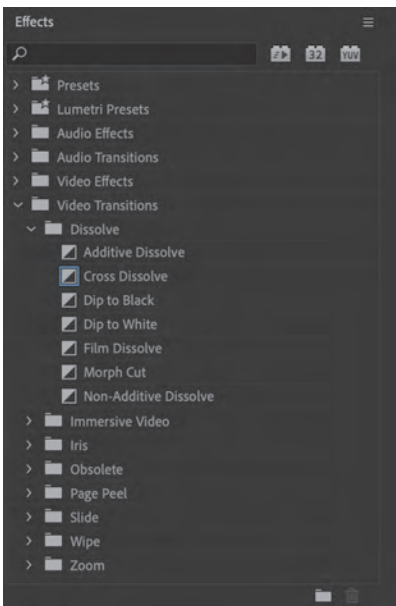 Effects
32 YUV
Presets
Lumetri Presets
Audio Effects
Audio Transitions
Video Effects
Video Transitions
Dissolve
Additive Dissolve
Cross Dissolve
Dip to Black
Dip to White
Film Dissolve
Morph Cut
Non-Additive Dissolve
Immersive Video
Iris
Obsolete
Page Peel
Slide
Wipe
Zoom